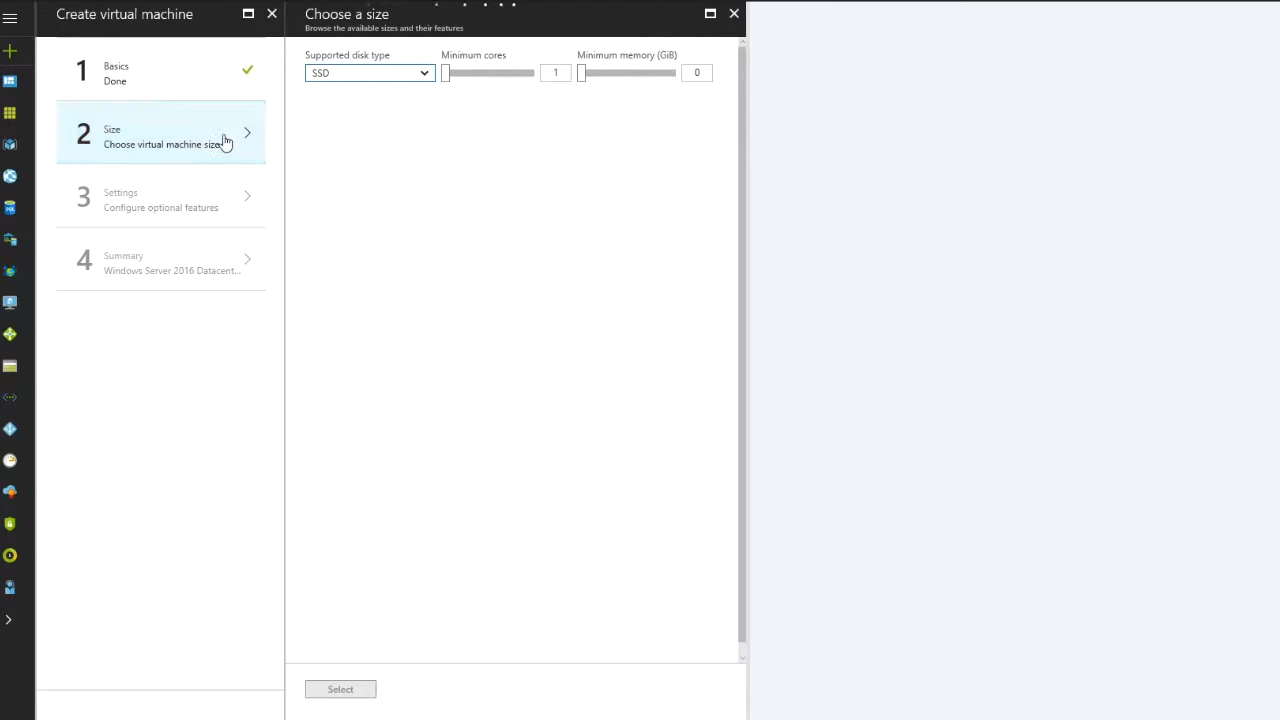 Create virtual machine
1
Basics
Done
2
Size
Choose virtual machine size
3
Settings
Configure optional features
4
Summary
Windows Server 2016 Datacent...
Choose a size
Browse the available sizes and their features
Supported disk type
Minimum cores
Minimum memory (GiB)
SSD
1
0
Select